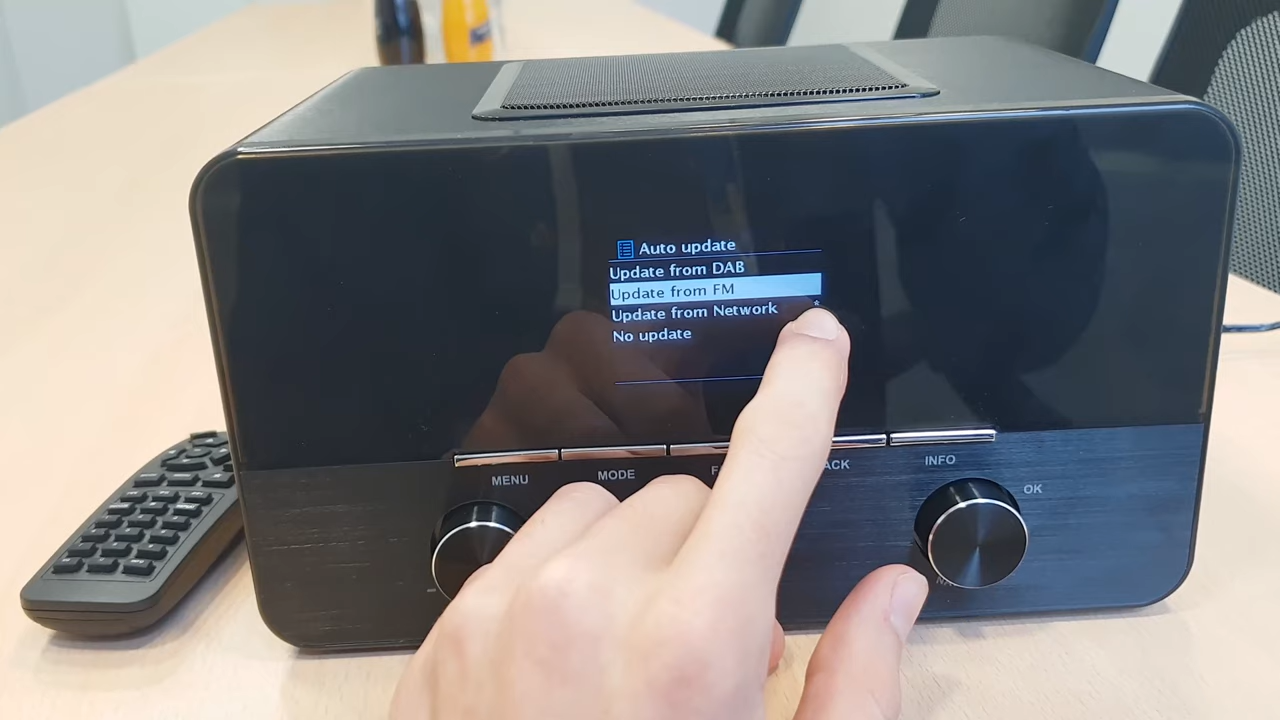 Auto update
Update from DAB
Update from FM
Update from Network *
No update
MENU
MODE
INFO
OK
-